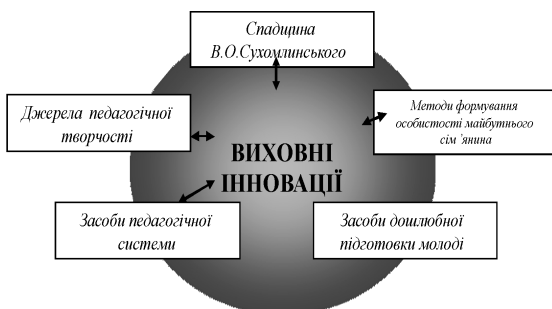 Спадщина
В.О.Сухомлинського
Джерела педагогічної
творчості
Методи формування
особистості майбутнього
сім 'янина
ВИХОВНІ
ІННОВАЦІЇ
Засоби педагогічної
системи
Засоби дошлюбної
підготовки молоді